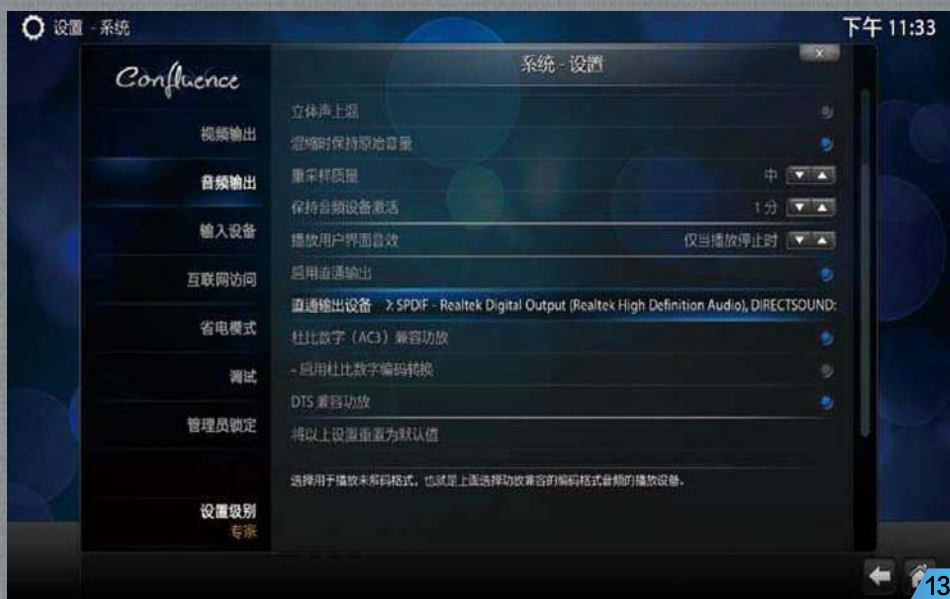 设置 - 系统
下午 11:33
Confluence
系统 - 设置
视频输出
音频输出
输入设备
互联网访问
省电模式
调试
管理员锁定
设置级别
专家
立体声上混
混缩时保持原始音量
重采样质量 中
保持音频设备激活 1 分
播放用户界面音效 仅当播放停止时
启用直通输出
直通输出设备 : SPDIF - Realtek Digital Output (Realtek High Definition Audio), DIRECTSOUND:
杜比数字（AC3）兼容功放
- 启用杜比数字编码转换
DTS 兼容功放
将以上设置重置为默认值
选择用于播放未解码格式，也就是上面选择功放兼容的编码格式音频的播放设备。
13